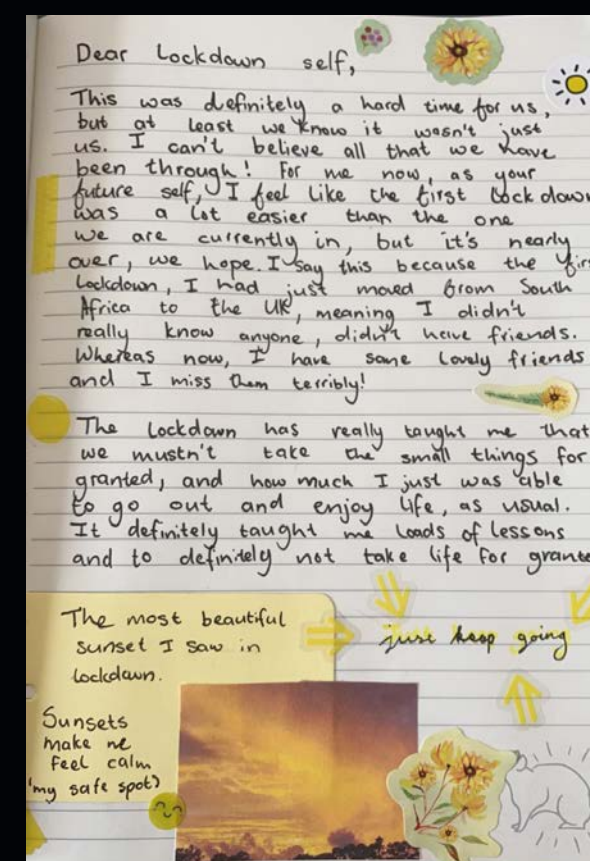 Dear Lockdown self,
This was definitely a hard time for us,
but at least we know it wasn't just
us. I can't believe all that we have
been through! For me now, as your
future self, I feel like the first lockdown
was a lot easier than the one
we are currently in, but it's nearly
over, we hope. I say this because the firs
Lockdown, I had just moved from South
Africa to the UK, meaning I didn't
really know anyone, didn't have friends.
Whereas now, I have some lovely friends
and I miss them terribly!
The Lockdown has really taught me that
we mustn't take the small things for
granted, and how much I just was able
to go out and enjoy life, as usual.
It definitely taught me loads of lessons
and to definitely not take life for grante
The most beautiful
sunset I saw in
lockdown.
just keep going
Sunsets
make me
feel calm
'my safe spot'